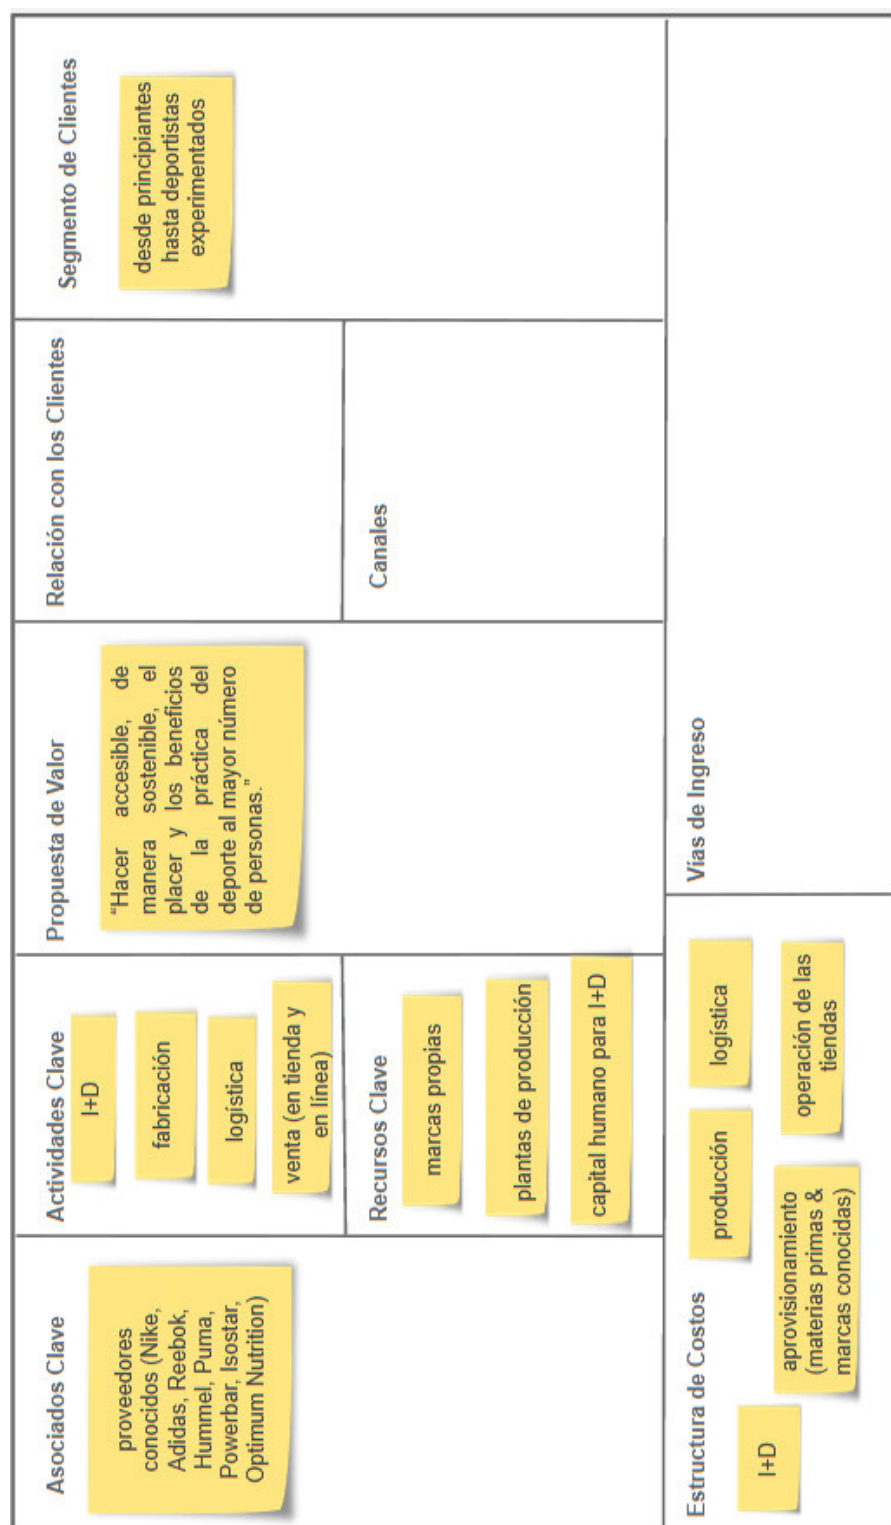 Asociados Clave
proveedores
conocidos (Nike,
Adidas, Reebok,
Hummel, Puma,
Powerbar, Isostar,
Optimum Nutrition)
Actividades Clave
I+D
fabricación
logística
venta (en tienda y
en línea)
Recursos Clave
marcas propias
plantas de producción
capital humano para I+D
Propuesta de Valor
“Hacer accesible, de
manera sostenible, el
placer y los beneficios
de la práctica del
deporte al mayor número
de personas.”
Relación con los Clientes
Canales
Segmento de Clientes
desde principiantes
hasta deportistas
experimentados
Estructura de Costos
I+D
producción
logística
aprovisionamiento
(materias primas &
marcas conocidas)
operación de las
tiendas
Vías de Ingreso